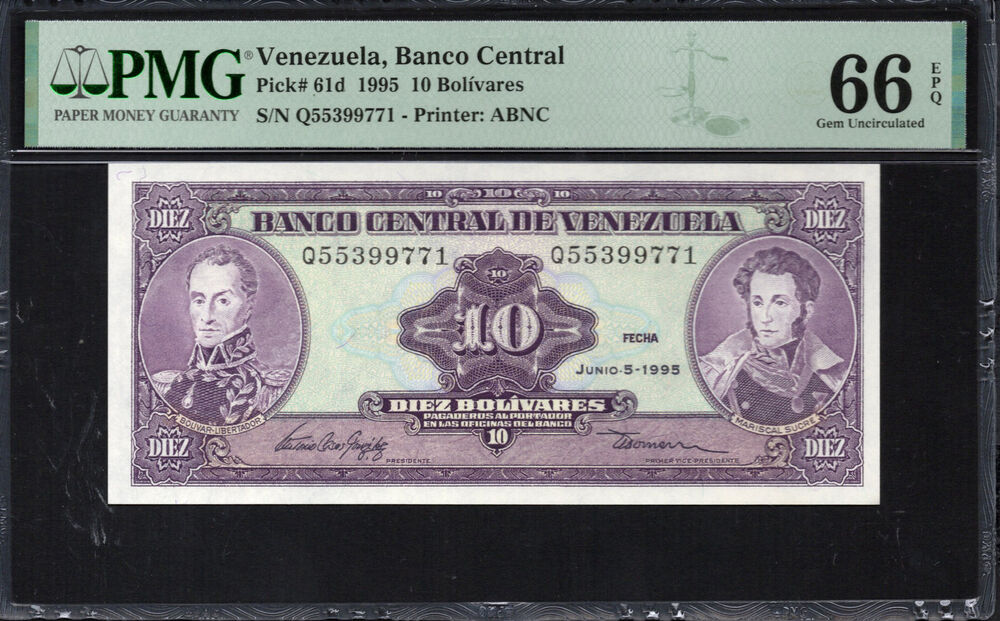 PMG®
PAPER MONEY GUARANTY
Venezuela, Banco Central
Pick# 61d 1995 10 Bolívares
S/N Q55399771 - Printer: ABNC
66 EPQ
Gem Uncirculated
10 10 10
DIEZ DIEZ
BANCO CENTRAL DE VENEZUELA
Q55399771 Q55399771
10
10
FECHA
JUNIO-5-1995
DIEZ BOLÍVARES
PAGADEROS AL PORTADOR
EN LAS OFICINAS DEL BANCO
BOLIVAR-LIBERTADOR MARISCAL SUCRE
DIEZ 10 DIEZ
PRESIDENTE PRIMER VICE-PRESIDENTE